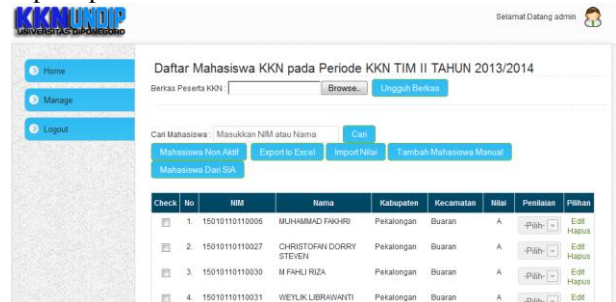 KKNUNDIP
UNIVERSITAS DIPONEGORO
Selamat Datang admin
Home
Manage
Logout
Daftar Mahasiswa KKN pada Periode KKN TIM II TAHUN 2013/2014
Berkas Peserta KKN : Browse.. Ungguh Berkas
Cari Mahasiswa : Masukkan NIM atau Nama Cari
Mahasiswa Non Aktif Export to Excel Import Nilai Tambah Mahasiswa Manual
Mahasiswa Dari SIA
Check No NIM Nama Kabupaten Kecamatan Nilai Penilaian Pilihan
1. 15010110110006 MUHAMMAD FAKHRI Pekalongan Buaran A -Pilih- Edit
Hapus
2. 15010110110027 CHRISTOFAN DORRY STEVEN Pekalongan Buaran A -Pilih- Edit
Hapus
3. 15010110110030 M FAHLI RIZA Pekalongan Buaran A -Pilih- Edit
Hapus
4. 15010110110031 WEYLIK LIBRAWANTI Pekalongan Buaran A -Pilih- Edit